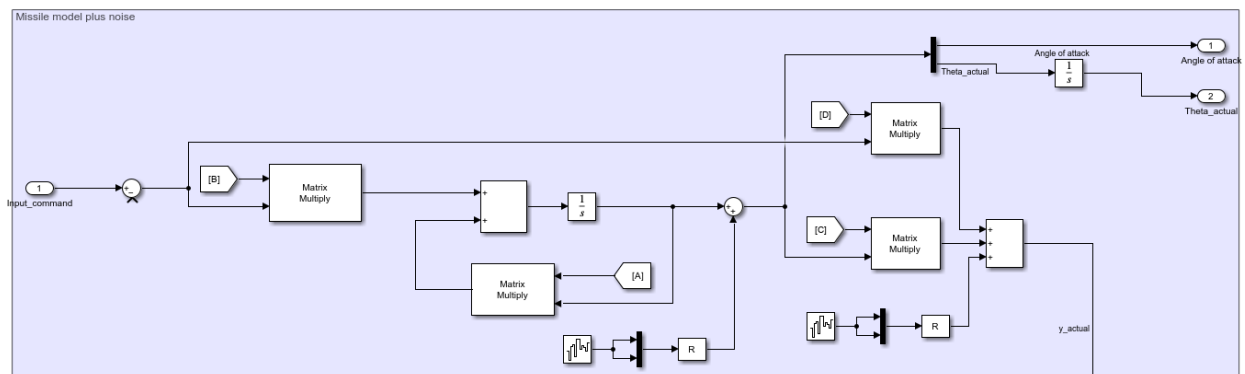 Missile model plus noise
1
Angle of attack
Angle of attack
Theta_actual
1
s
2
Theta_actual
[D]
Matrix
Multiply
1
Input_command
+
-
[B]
Matrix
Multiply
+
+
1
s
+
+
[C]
Matrix
Multiply
+
+
+
[A]
Matrix
Multiply
R
R
y_actual